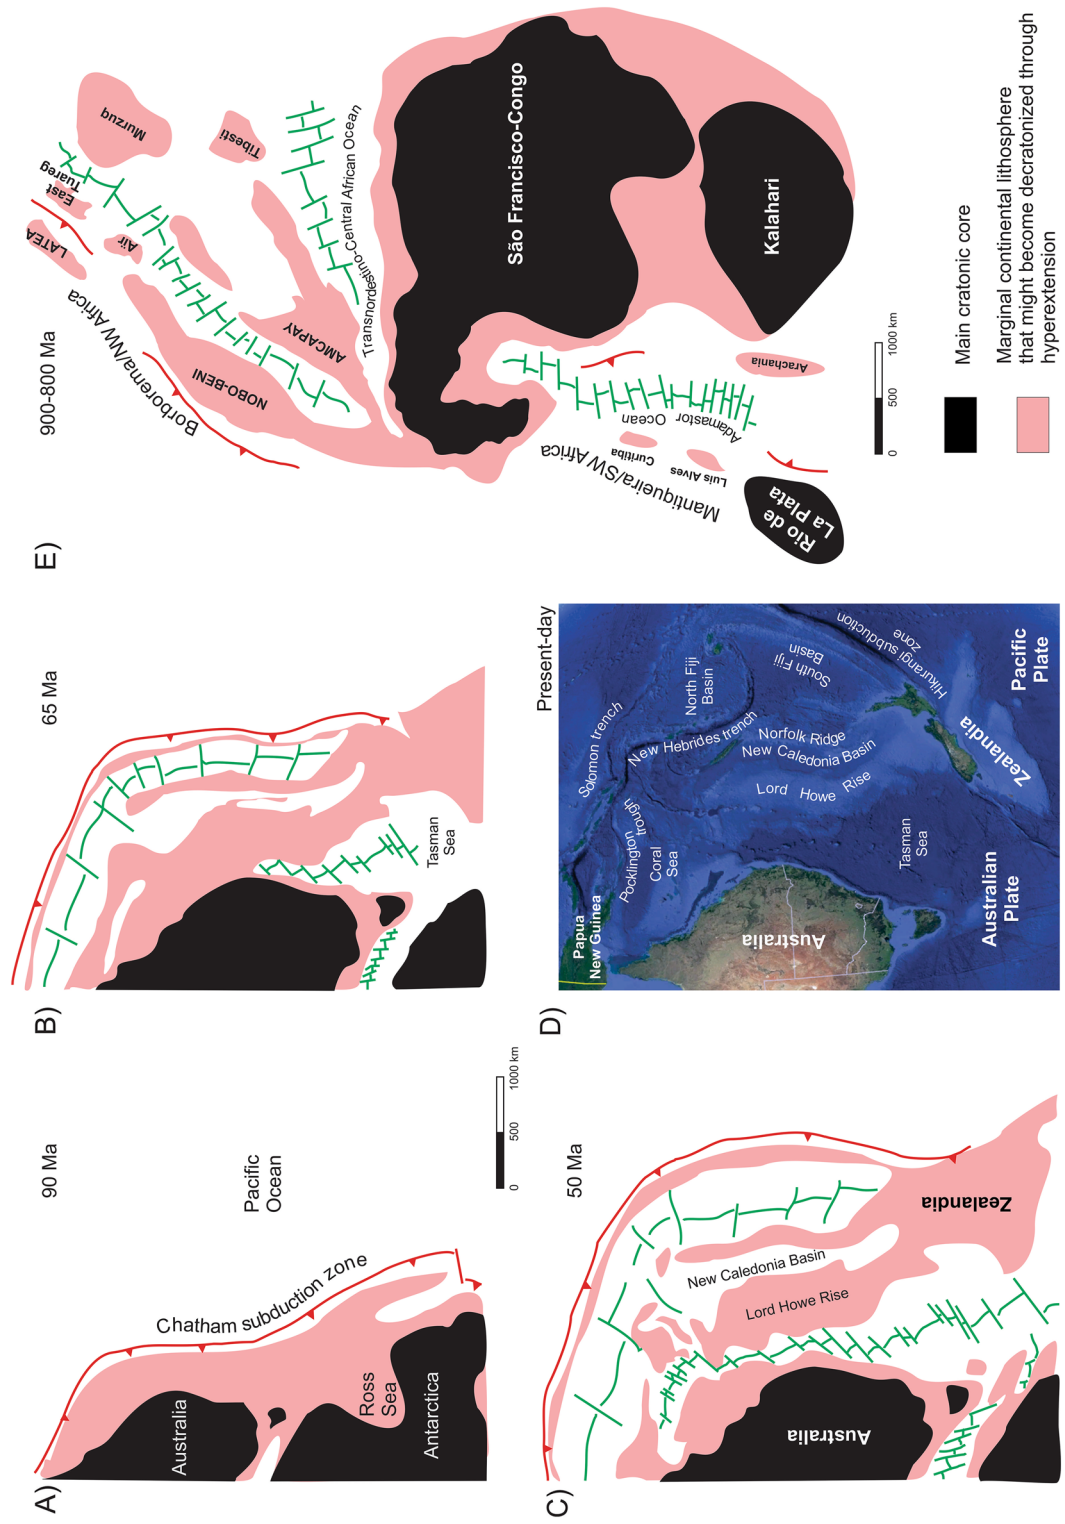 A)
90 Ma
Pacific
Ocean
Chatham subduction zone
Australia
Ross
Sea
Antarctica
0
500
1000 km
B)
65 Ma
Tasman
Sea
C)
50 Ma
New Caledonia Basin
Lord Howe Rise
Zealandia
Australia
D)
Present-day
Solomon trench
North Fiji
Basin
South Fiji
Basin
Hikurangi subduction
zone
New Hebrides trench
Norfolk Ridge
New Caledonia Basin
Lord Howe Rise
Pocklington
trough
Coral
Sea
Papua
New Guinea
Australia
Tasman
Sea
Zealandia
Australian
Plate
Pacific
Plate
E)
900-800 Ma
Murzuq
Tibesti
East
Tuareg
LATEA
Aïr
Borborema/NW Africa
NOBO-BENI
AMCAPAY
Transnordestino-Central African Ocean
São Francisco-Congo
Kalahari
Arachania
Adamastor
Ocean
Curitiba
Luis Alves
Mantiqueira/SW Africa
Rio de
La Plata
0
500
1000 km
Main cratonic core
Marginal continental lithosphere
that might become decratonized through
hyperextension